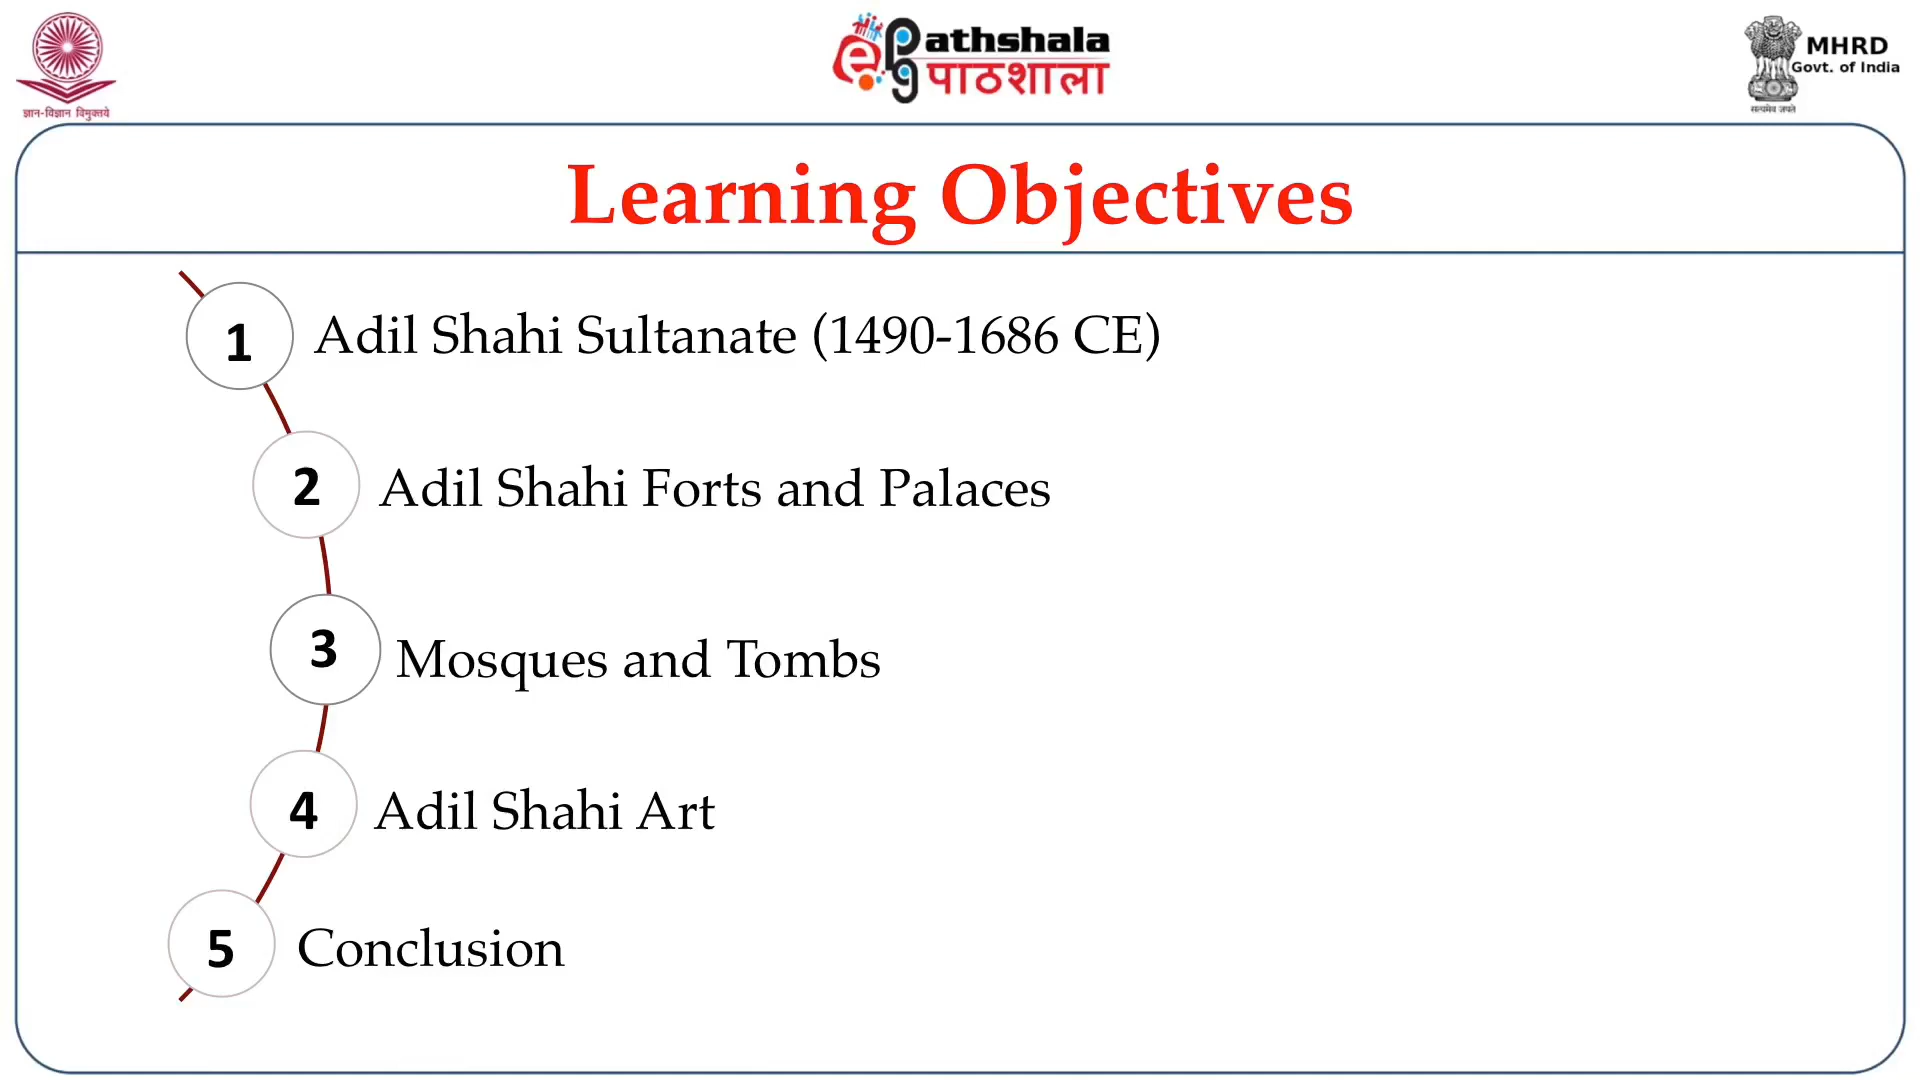 ज्ञान-विज्ञान विमुक्तये
ePG Pathshala
पाठशाला
MHRD
Govt. of India
सत्यमेव जयते
Learning Objectives
1 Adil Shahi Sultanate (1490-1686 CE)
2 Adil Shahi Forts and Palaces
3 Mosques and Tombs
4 Adil Shahi Art
5 Conclusion